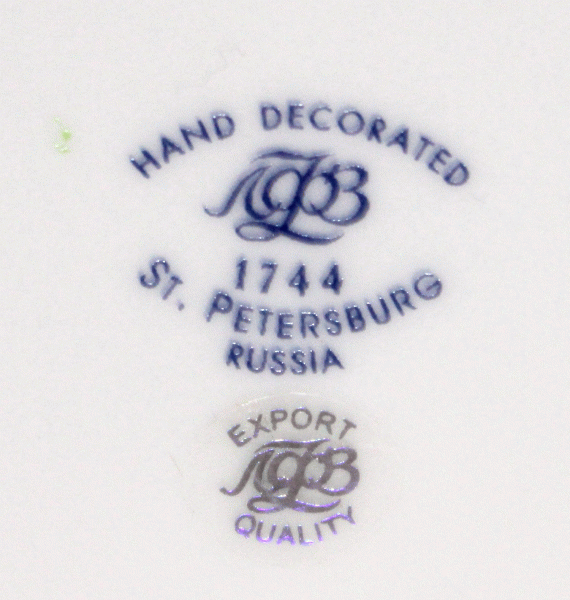 HAND DECORATED
ЛФЗ
1744
ST. PETERSBURG
RUSSIA
EXPORT
ЛФЗ
QUALITY